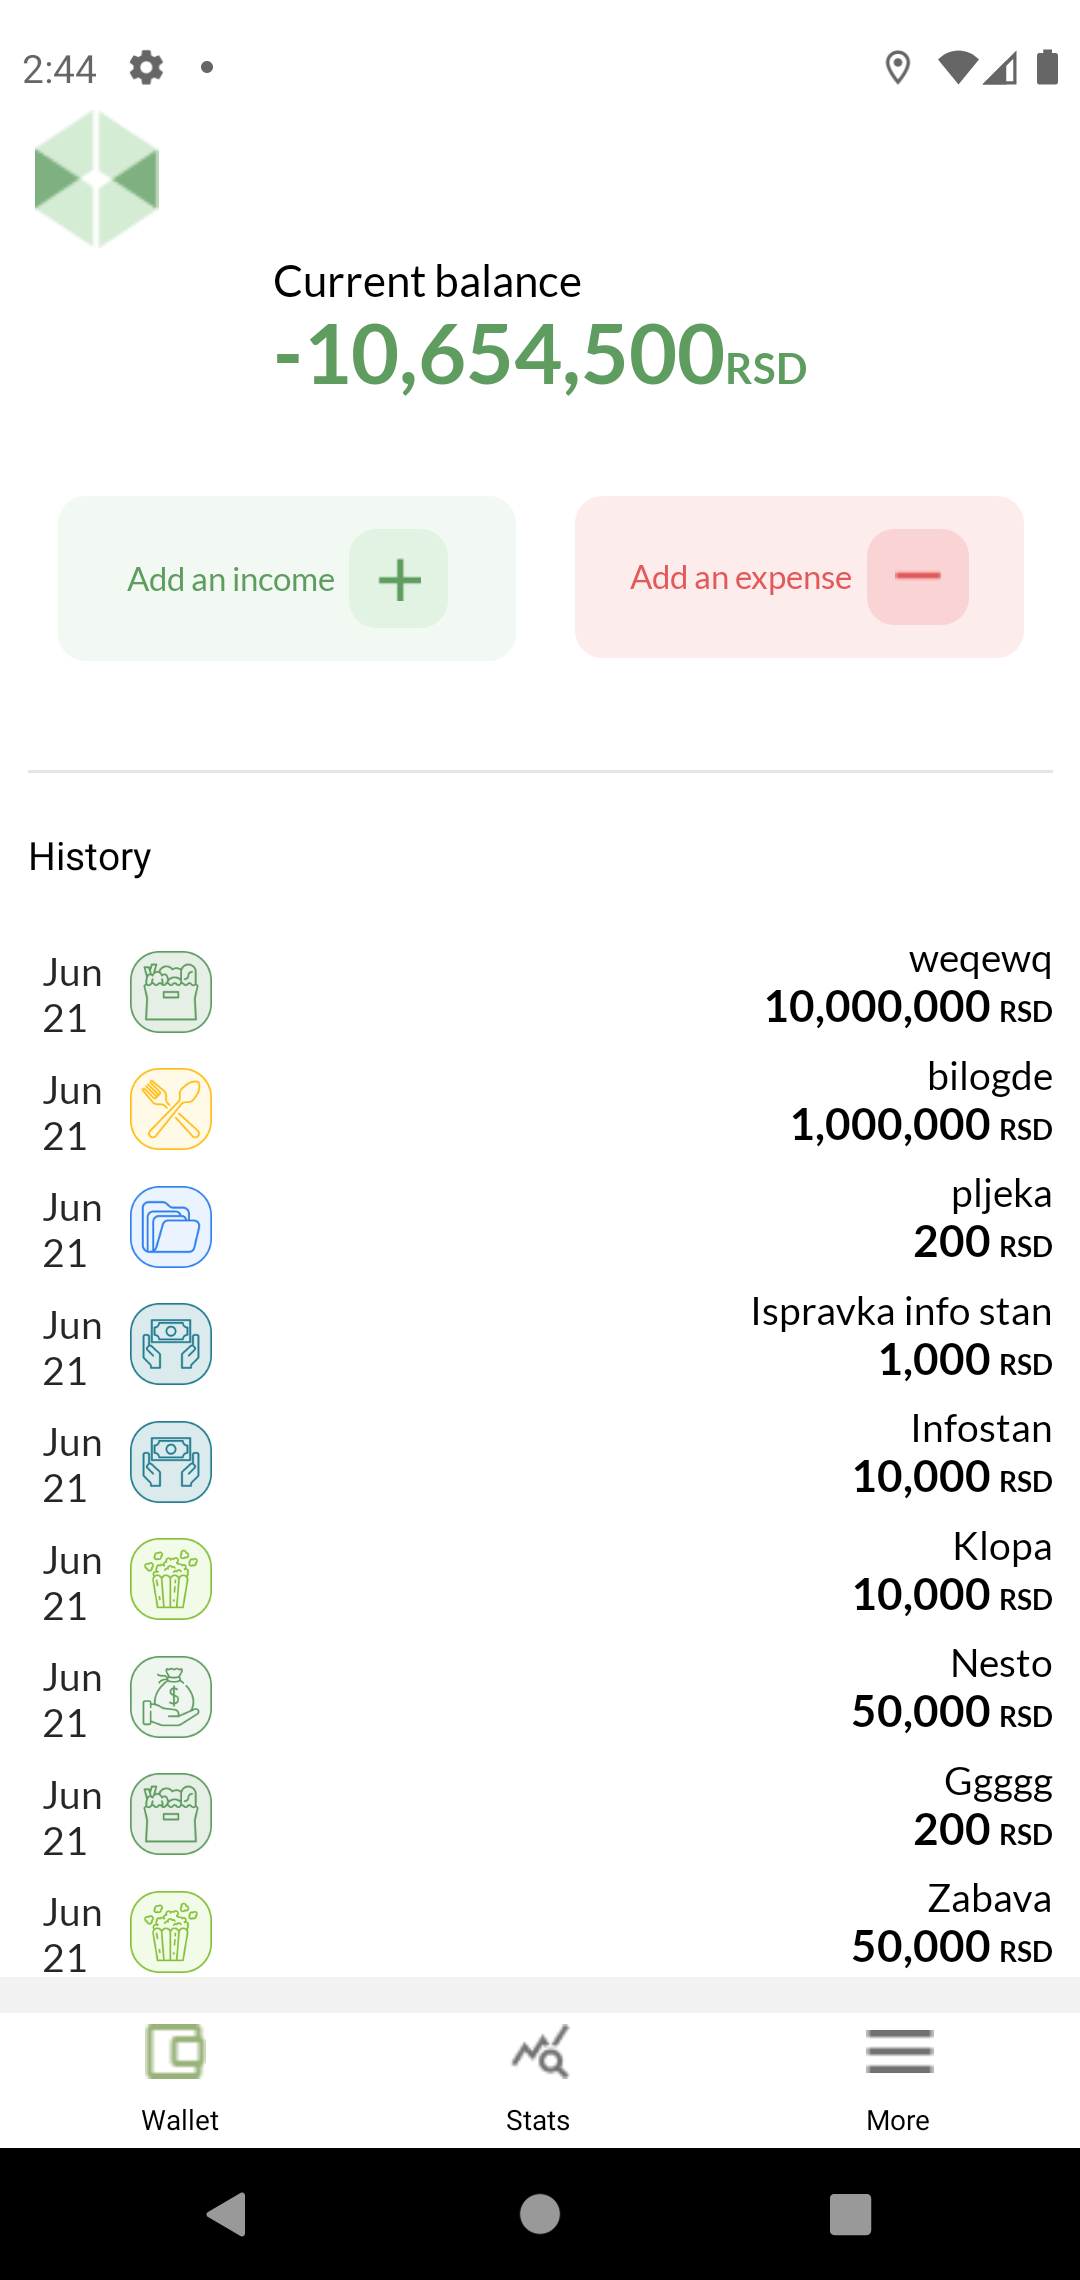 2:44
Current balance
-10,654,500RSD
Add an income
Add an expense
History
Jun
21
weqewq
10,000,000 RSD
Jun
21
bilogde
1,000,000 RSD
Jun
21
pljeka
200 RSD
Jun
21
Ispravka info stan
1,000 RSD
Jun
21
Infostan
10,000 RSD
Jun
21
Klopa
10,000 RSD
Jun
21
$
Nesto
50,000 RSD
Jun
21
Ggggg
200 RSD
Jun
21
Zabava
50,000 RSD
Wallet
Stats
More